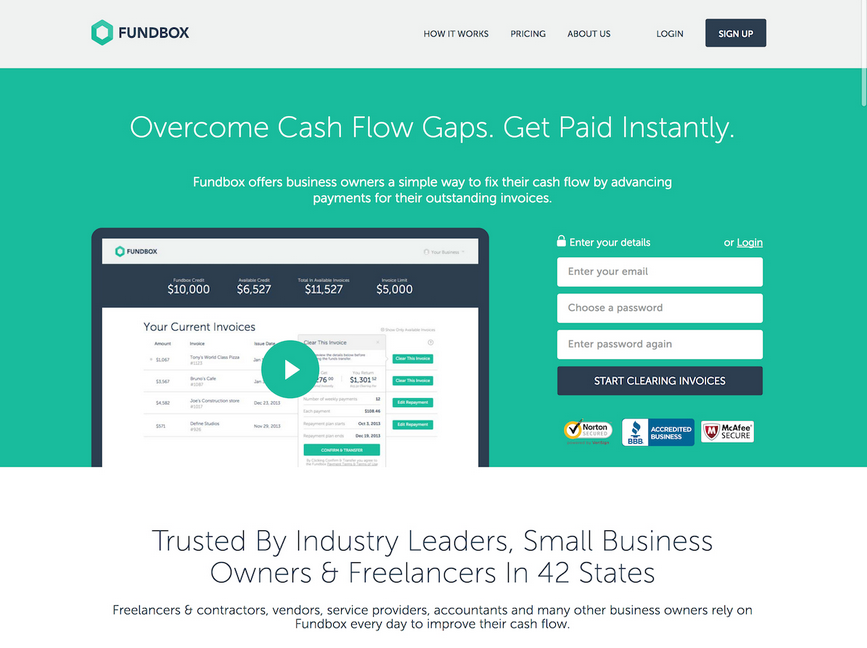 FUNDBOX
HOW IT WORKS PRICING ABOUT US LOGIN SIGN UP
Overcome Cash Flow Gaps. Get Paid Instantly.
Fundbox offers business owners a simple way to fix their cash flow by advancing
payments for their outstanding invoices.
FUNDBOX Your Business
Fundbox Credit Available Credit Total In Available Invoices Invoice Limit
$10,000 $6,527 $11,527 $5,000
Your Current Invoices
Amount Invoice Issue Date
$1,067 Tony's World Class Pizza Jan
$3,567 Bruno's Cafe Jan
$4,582 Joe's Construction store Dec 23, 2013
$571 Define Studios Nov 29, 2013
Clear This Invoice
$1,301
Number of weekly payments 12
Each payment $108.46
Repayment plan starts Oct 3, 2013
Repayment plan ends Dec 19, 2013
CONFIRM & TRANSFER
Clear This Invoice
Clear This Invoice
Edit Repayment
Edit Repayment
Enter your details or Login
Enter your email
Choose a password
Enter password again
START CLEARING INVOICES
Norton
SECURED
BBB
ACCREDITED
BUSINESS
McAfee
SECURE
Trusted By Industry Leaders, Small Business
Owners & Freelancers In 42 States
Freelancers & contractors, vendors, service providers, accountants and many other business owners rely on
Fundbox every day to improve their cash flow.